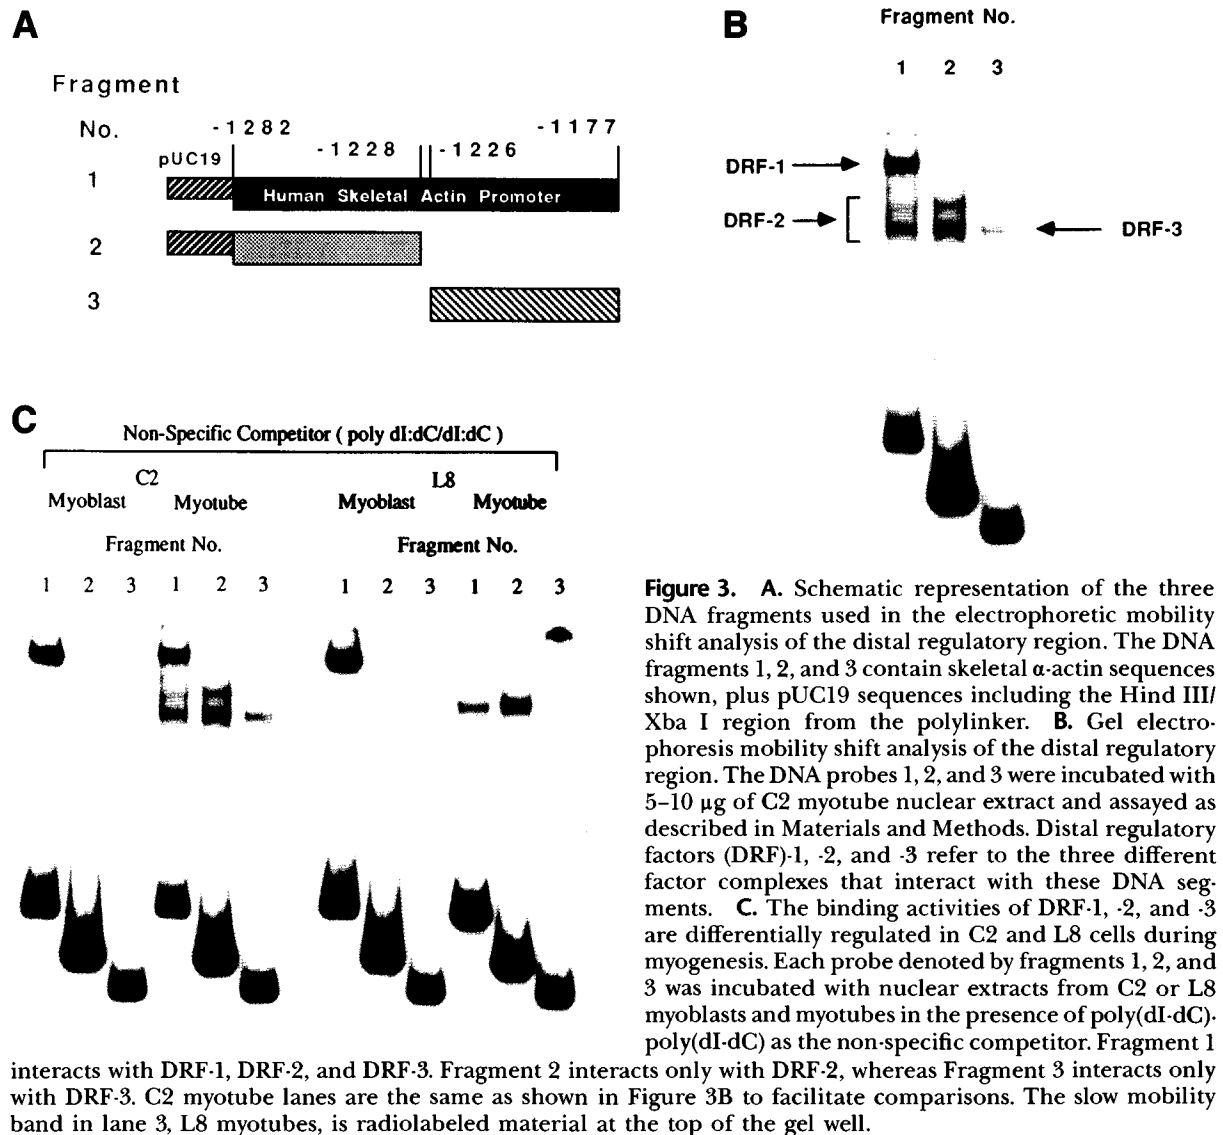 A
Fragment
No.
-1282
-1177
-1228
-1226
pUC19
1
Human Skeletal Actin Promoter
2
3
B
Fragment No.
1 2 3
DRF-1
DRF-2
DRF-3
C
Non-Specific Competitor ( poly dI:dC/dI:dC )
C2
L8
Myoblast Myotube
Myoblast Myotube
Fragment No.
Fragment No.
1 2 3 1 2 3
1 2 3 1 2 3
Figure 3. A. Schematic representation of the three
DNA fragments used in the electrophoretic mobility
shift analysis of the distal regulatory region. The DNA
fragments 1, 2, and 3 contain skeletal α-actin sequences
shown, plus pUC19 sequences including the Hind III/
Xba I region from the polylinker. B. Gel electro-
phoresis mobility shift analysis of the distal regulatory
region. The DNA probes 1, 2, and 3 were incubated with
5–10 μg of C2 myotube nuclear extract and assayed as
described in Materials and Methods. Distal regulatory
factors (DRF)-1, -2, and -3 refer to the three different
factor complexes that interact with these DNA seg-
ments. C. The binding activities of DRF-1, -2, and -3
are differentially regulated in C2 and L8 cells during
myogenesis. Each probe denoted by fragments 1, 2, and
3 was incubated with nuclear extracts from C2 or L8
myoblasts and myotubes in the presence of poly(dI-dC)·
poly(dI-dC) as the non-specific competitor. Fragment 1
interacts with DRF-1, DRF-2, and DRF-3. Fragment 2 interacts only with DRF-2, whereas Fragment 3 interacts only
with DRF-3. C2 myotube lanes are the same as shown in Figure 3B to facilitate comparisons. The slow mobility
band in lane 3, L8 myotubes, is radiolabeled material at the top of the gel well.